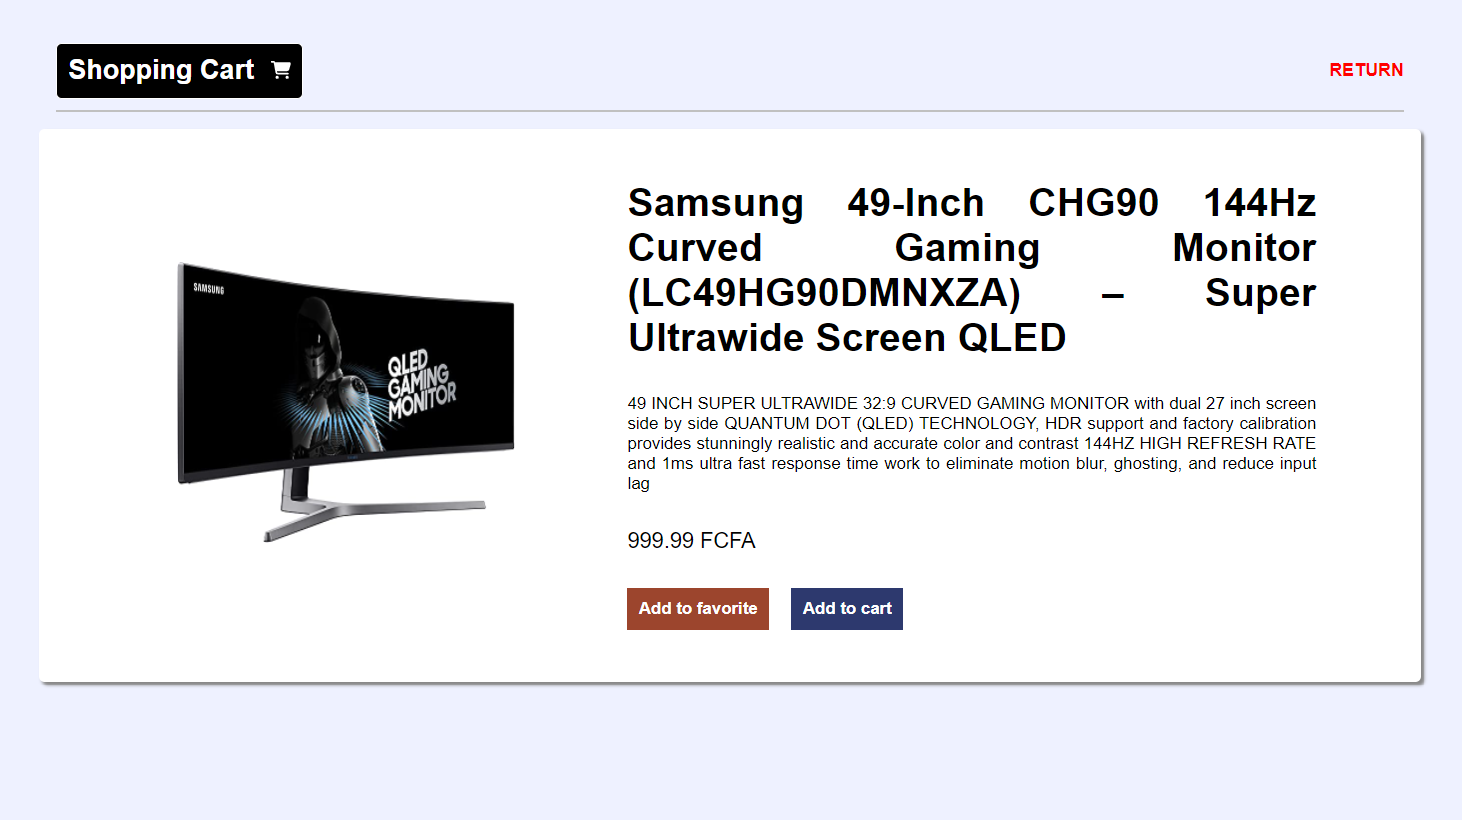 Shopping Cart
RETURN
SAMSUNG
QLED
GAMING
MONITOR
Samsung 49-Inch CHG90 144Hz
Curved Gaming Monitor
(LC49HG90DMNXZA) – Super
Ultrawide Screen QLED
49 INCH SUPER ULTRAWIDE 32:9 CURVED GAMING MONITOR with dual 27 inch screen
side by side QUANTUM DOT (QLED) TECHNOLOGY, HDR support and factory calibration
provides stunningly realistic and accurate color and contrast 144HZ HIGH REFRESH RATE
and 1ms ultra fast response time work to eliminate motion blur, ghosting, and reduce input
lag
999.99 FCFA
Add to favorite
Add to cart